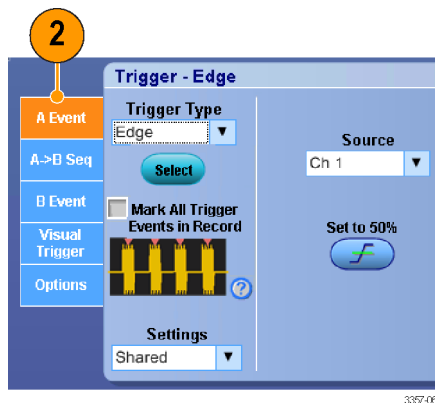 2
Trigger - Edge
A Event
A->B Seq
B Event
Visual
Trigger
Options
Trigger Type
Edge
Select
Mark All Trigger
Events in Record
?
Settings
Shared
Source
Ch 1
Set to 50%
3357-06